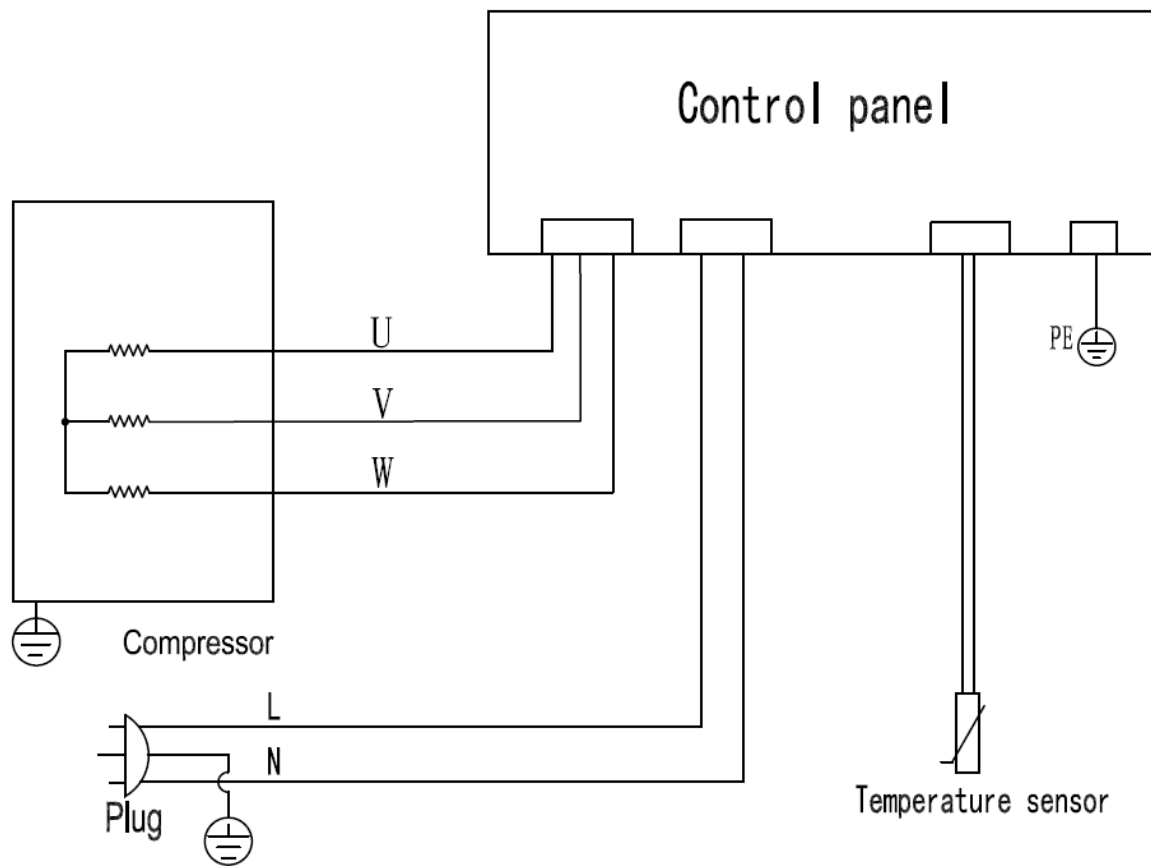 Control panel
U
PE
V
W
Compressor
L
N
Plug
Temperature sensor